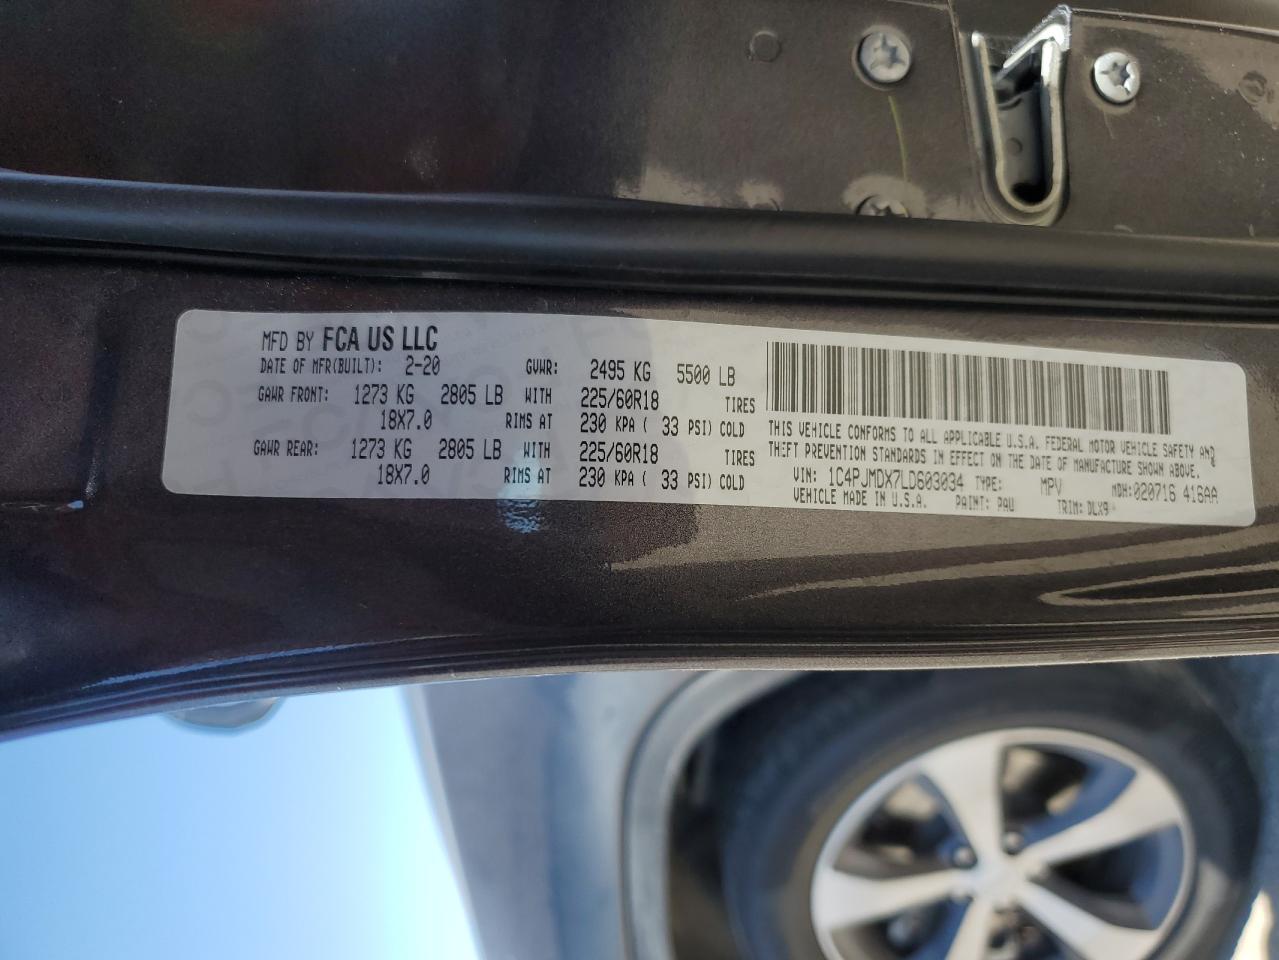 MFD BY FCA US LLC
DATE OF MFR(BUILT): 2-20 GVWR: 2495 KG 5500 LB
GAWR FRONT: 1273 KG 2805 LB WITH 225/60R18 TIRES
18X7.0 RIMS AT 230 KPA ( 33 PSI) COLD
GAWR REAR: 1273 KG 2805 LB WITH 225/60R18 TIRES
18X7.0 RIMS AT 230 KPA ( 33 PSI) COLD
THIS VEHICLE CONFORMS TO ALL APPLICABLE U.S.A. FEDERAL MOTOR VEHICLE SAFETY AND
THEFT PREVENTION STANDARDS IN EFFECT ON THE DATE OF MANUFACTURE SHOWN ABOVE.
VIN: 1C4PJMDX7LD603034 TYPE: MPV MDH: 020716 416AA
VEHICLE MADE IN U.S.A. PAINT: PAU TRIM: DLX9